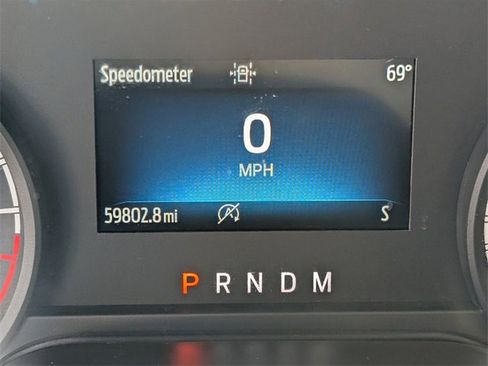 Speedometer 69°
0
MPH
59802.8 mi A S
P R N D M